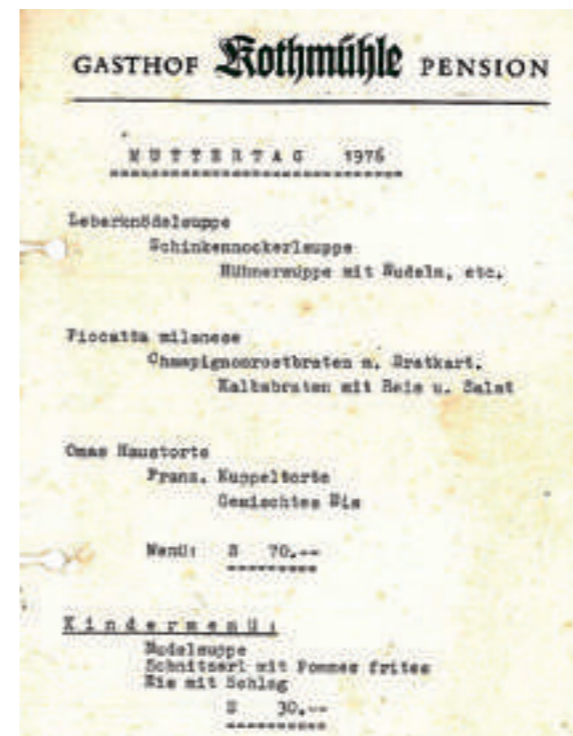 GASTHOF Kothmühle PENSION
MUTTERTAG 1976
Leberknödelsuppe
Schinkennockerlsuppe
Hühnersuppe mit Nudeln, etc.
Piccatta milanese
Champignonrostbraten m. Bratkart.
Kalbsbraten mit Reis u. Salat
Omas Haustorte
Franz. Kuppeltorte
Gemischtes Eis
Menü: S 70.--
Kindermenü:
Nudelsuppe
Schnitzerl mit Pommes frites
Eis mit Schlag
S 30.--